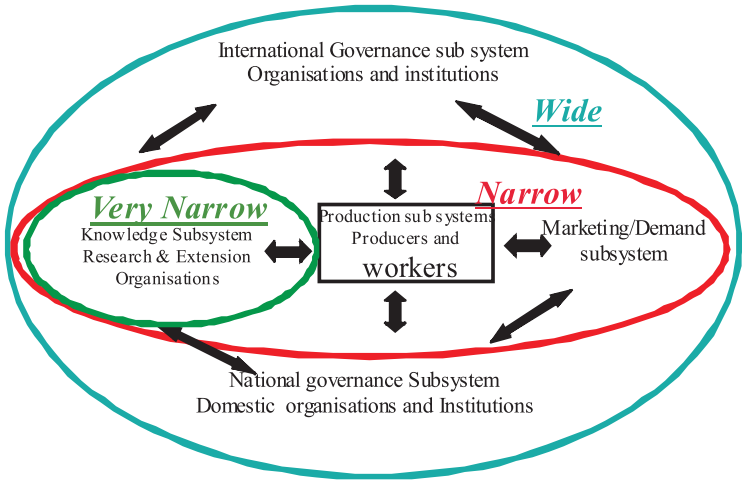 International Governance sub system
Organisations and institutions
Wide
Very Narrow
Knowledge Subsystem
Research & Extension
Organisations
Narrow
Production sub systems
Producers and
workers
Marketing/Demand
subsystem
National governance Subsystem
Domestic organisations and Institutions